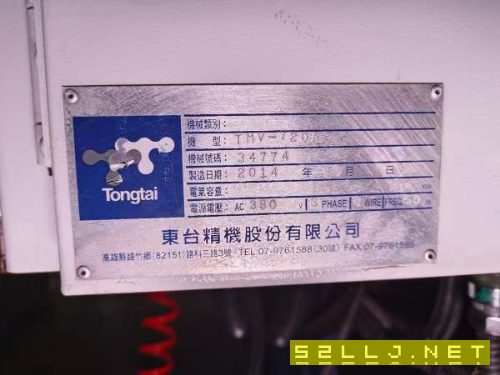 Tongtai
機械類別:
機 型: TMV-720A
機械號碼: 34774
製造日期: 2014 年 月 日
電氣容量:
電源電壓: AC 380 V 3 PHASE WIRE FREQ
東台精機股份有限公司
高雄縣路竹鄉(82151)路科三路3號 TEL:07-9761588(30線) FAX:07-9761589
52LLJ.NET